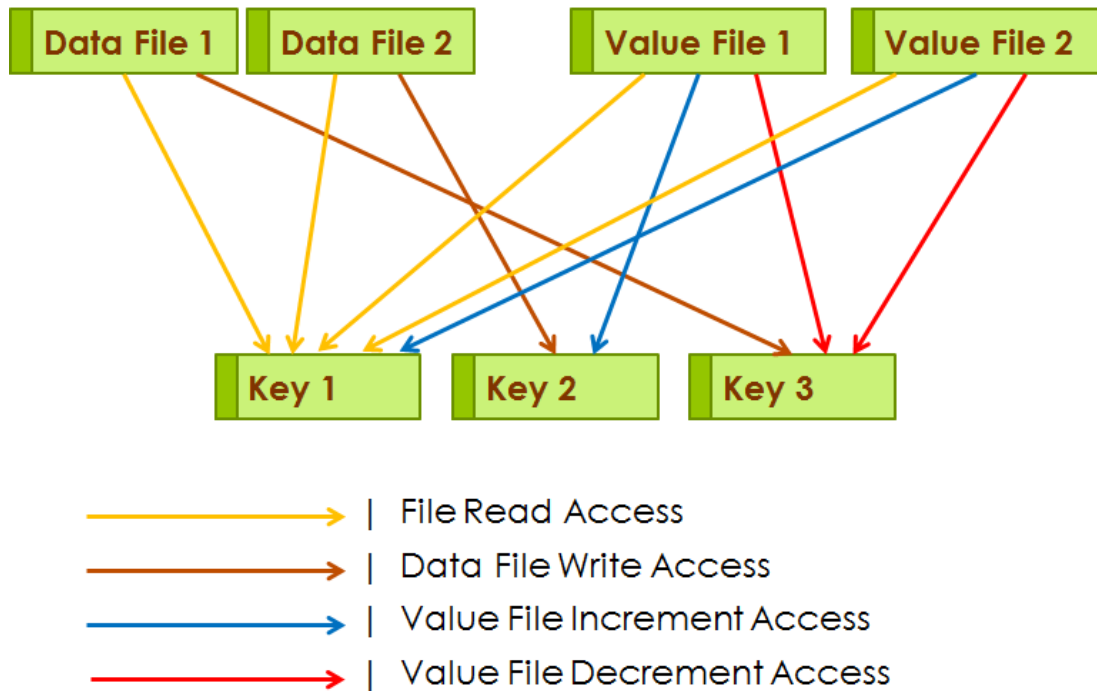 Data File 1
Data File 2
Value File 1
Value File 2
Key 1
Key 2
Key 3
| File Read Access
| Data File Write Access
| Value File Increment Access
| Value File Decrement Access